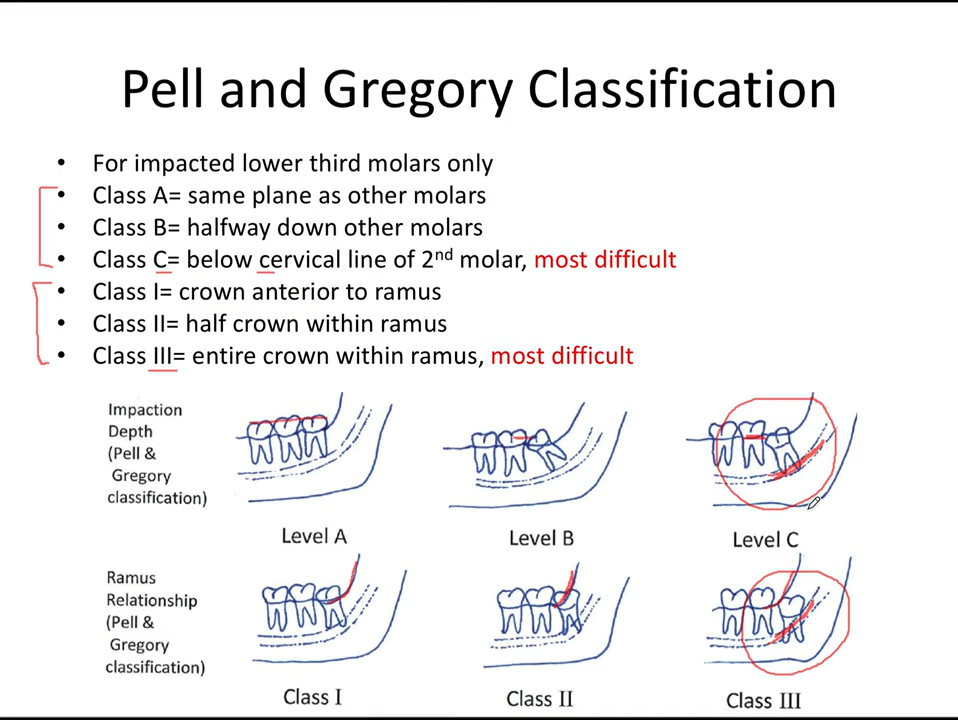 Pell and Gregory Classification
• For impacted lower third molars only
• Class A= same plane as other molars
• Class B= halfway down other molars
• Class C= below cervical line of 2nd molar, most difficult
• Class I= crown anterior to ramus
• Class II= half crown within ramus
• Class III= entire crown within ramus, most difficult
Impaction
Depth
(Pell &
Gregory
classification)
Level A
Level B
Level C
Ramus
Relationship
(Pell &
Gregory
classification)
Class I
Class II
Class III